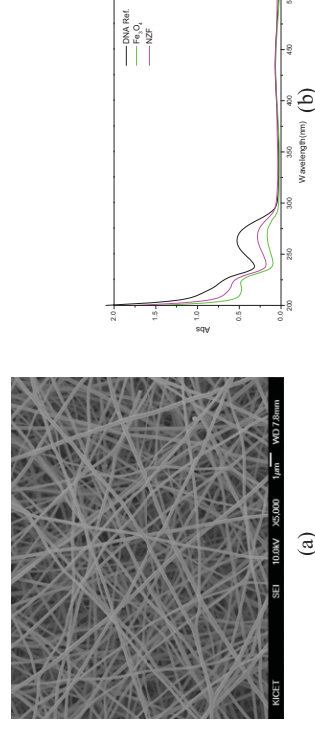 KICET SEI 10.0kV X5,000 1µm WD 7.8mm
(a)
2.0
1.5
1.0
0.5
0.0
Abs
DNA Ref.
Fe₃O₄
NZF
200 250 300 350 400 450
Wavelength(nm)
(b)